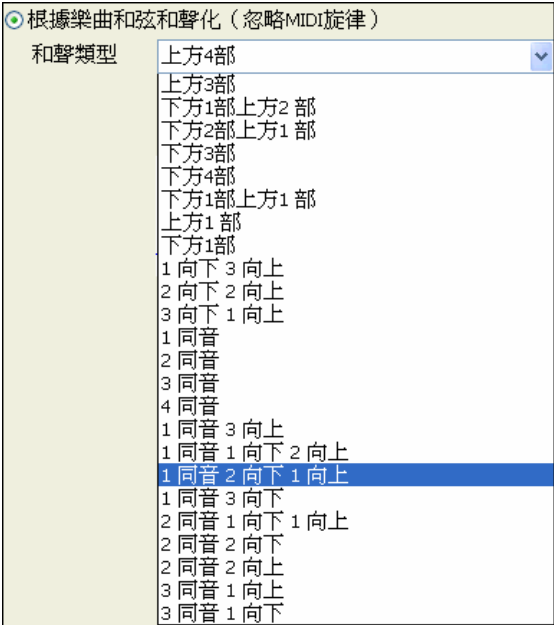 根據樂曲和弦和聲化（忽略MIDI旋律）
和聲類型 上方4部
上方3部
下方1部上方2 部
下方2部上方1 部
下方3部
下方4部
下方1部上方1 部
上方1 部
下方1部
1 向下 3 向上
2 向下 2 向上
3 向下 1 向上
1 同音
2 同音
3 同音
4 同音
1 同音 3 向上
1 同音 1 向下 2 向上
1 同音 2 向下 1 向上
1 同音 3 向下
2 同音 1 向下 1 向上
2 同音 2 向下
2 同音 2 向上
3 同音 1 向上
3 同音 1 向下